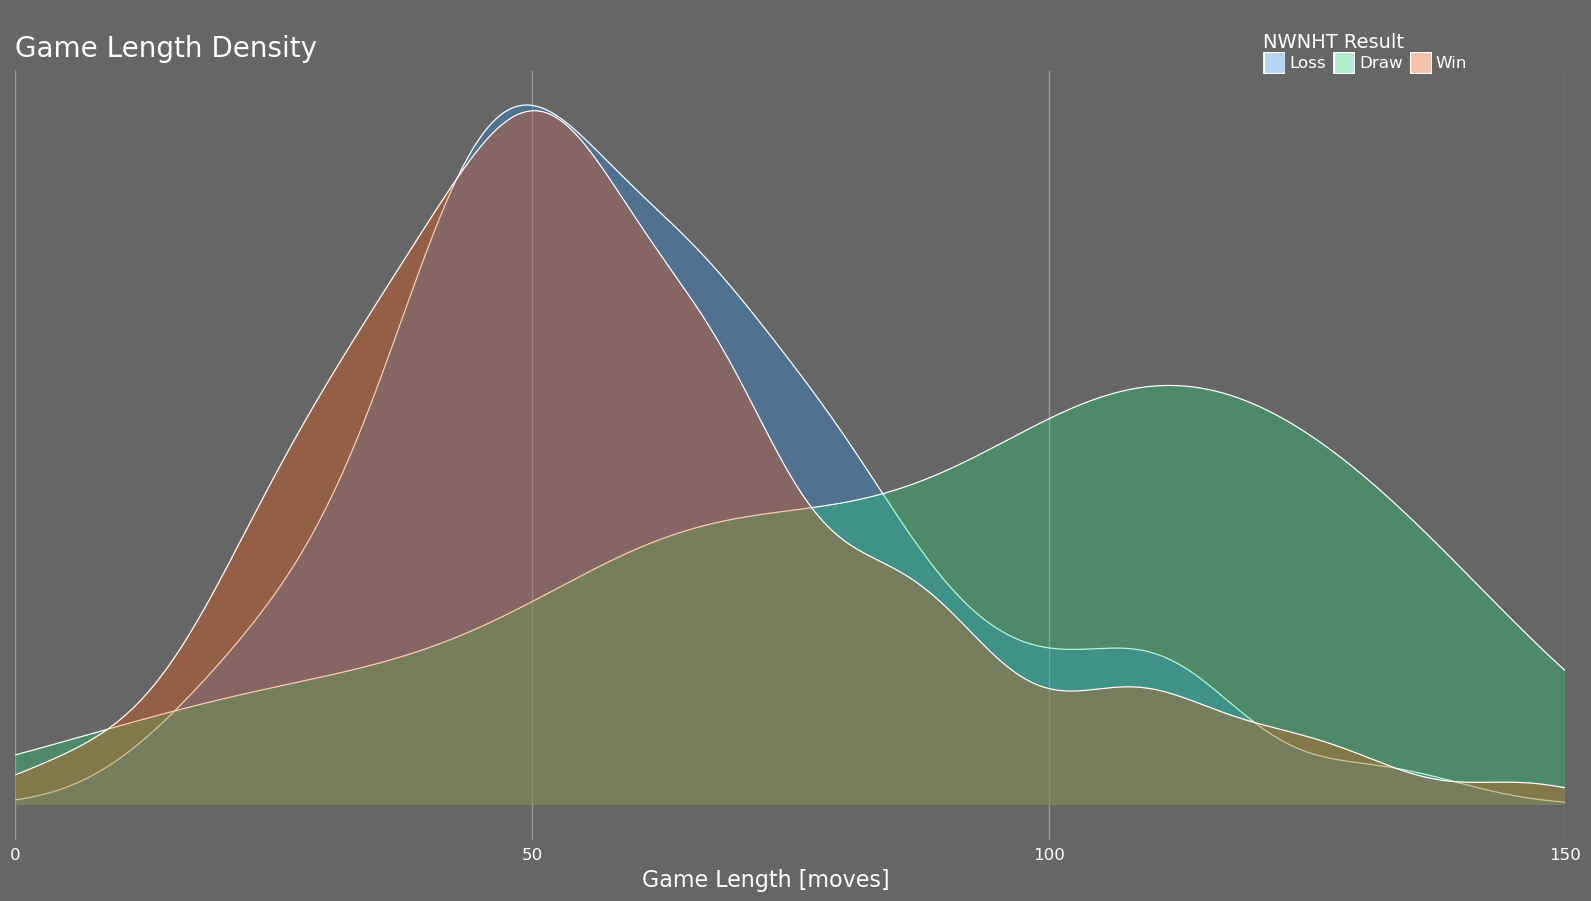 Game Length Density
NWNHT Result
Loss Draw Win
0 50 100 150
Game Length [moves]